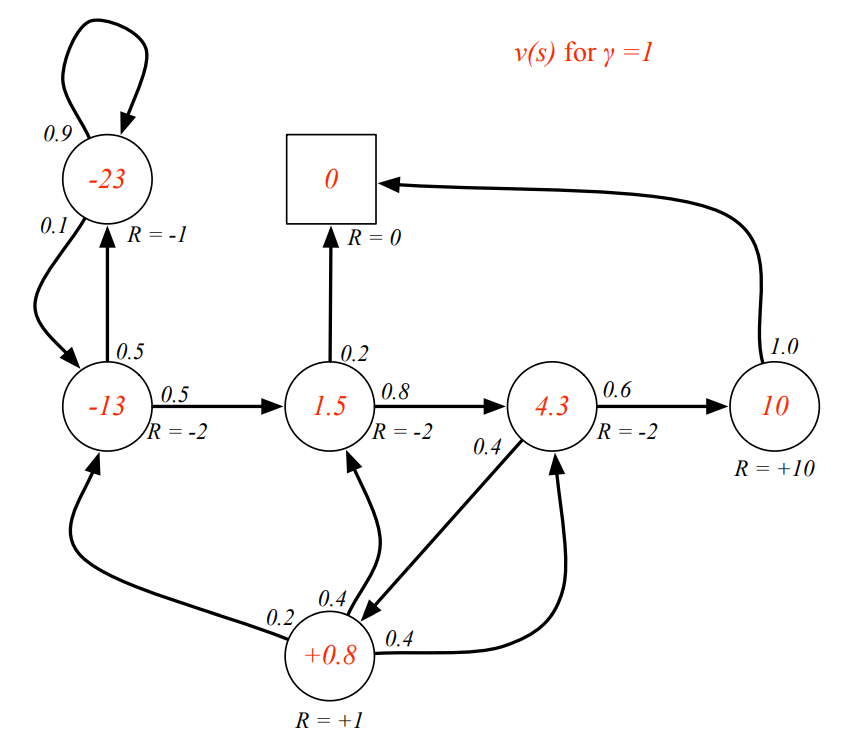 v(s) for γ =1
0.9
-23
0
0.1
R = -1
R = 0
0.5
0.2
1.0
-13
0.5
R = -2
1.5
0.8
R = -2
4.3
0.6
R = -2
10
0.4
R = +10
0.2
0.4
+0.8
0.4
R = +1